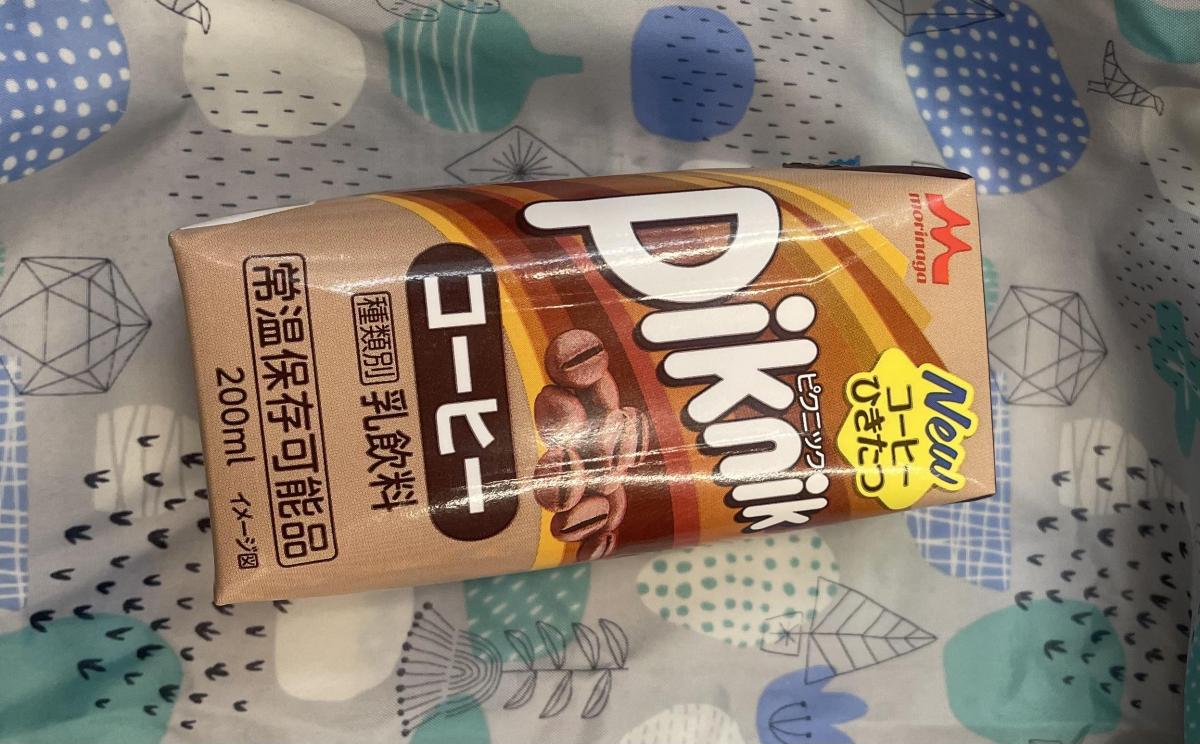 morinaga
New
コーヒー
ひきたつ
piknik
ピクニック
コーヒー
種類別 乳飲料
常温保存可能品
200ml イメージ図